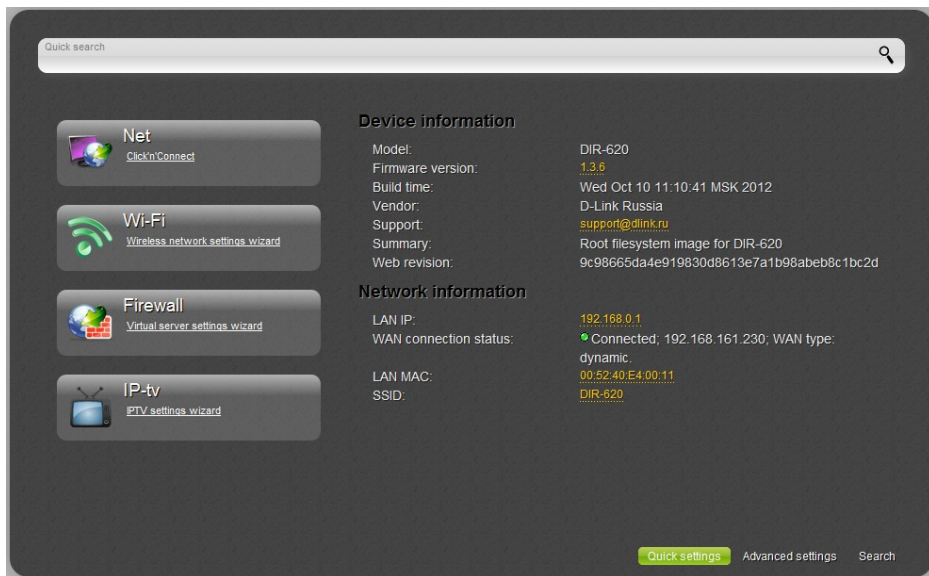 Quick search
Net
Click'n'Connect
Wi-Fi
Wireless network settings wizard
Firewall
Virtual server settings wizard
IP-tv
IPTV settings wizard
Device information
Model: DIR-620
Firmware version: 1.3.6
Build time: Wed Oct 10 11:10:41 MSK 2012
Vendor: D-Link Russia
Support: support@dlink.ru
Summary: Root filesystem image for DIR-620
Web revision: 9c98665da4e919830d8613e7a1b98abeb8c1bc2d
Network information
LAN IP: 192.168.0.1
WAN connection status: Connected; 192.168.161.230; WAN type:
dynamic.
LAN MAC: 00:52:40:E4:00:11
SSID: DIR-620
Quick settings Advanced settings Search